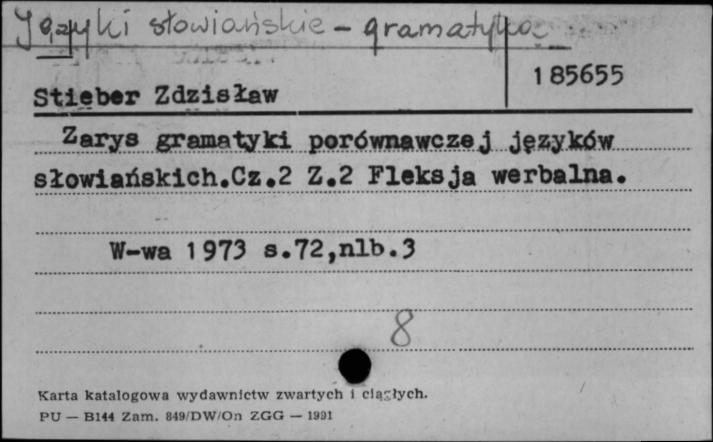 Języki słowiańskie - gramatyka
185655
Stieber Zdzisław
Zarys gramatyki porównawczej języków
słowiańskich.Cz.2 Z.2 Fleksja werbalna.
W-wa 1973 s.72,nlb.3
8
Karta katalogowa wydawnictw zwartych i ciągłych.
PU — B144 Zam. 849/DW/On ZGG — 1991